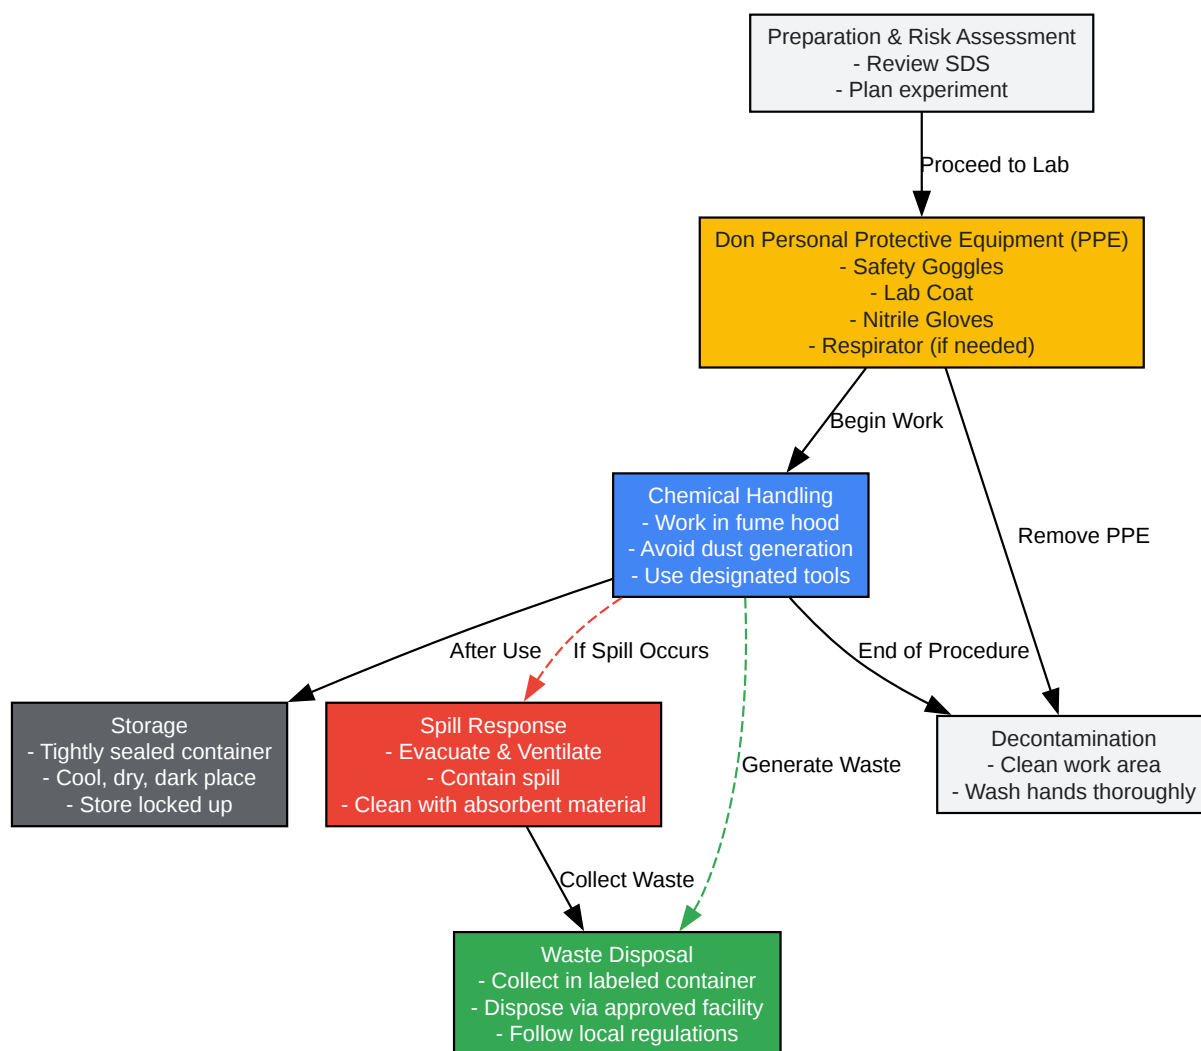 Preparation & Risk Assessment
- Review SDS
- Plan experiment
Proceed to Lab
Don Personal Protective Equipment (PPE)
- Safety Goggles
- Lab Coat
- Nitrile Gloves
- Respirator (if needed)
Begin Work
Remove PPE
Chemical Handling
- Work in fume hood
- Avoid dust generation
- Use designated tools
After Use
If Spill Occurs
End of Procedure
Generate Waste
Storage
- Tightly sealed container
- Cool, dry, dark place
- Store locked up
Spill Response
- Evacuate & Ventilate
- Contain spill
- Clean with absorbent material
Decontamination
- Clean work area
- Wash hands thoroughly
Collect Waste
Waste Disposal
- Collect in labeled container
- Dispose via approved facility
- Follow local regulations